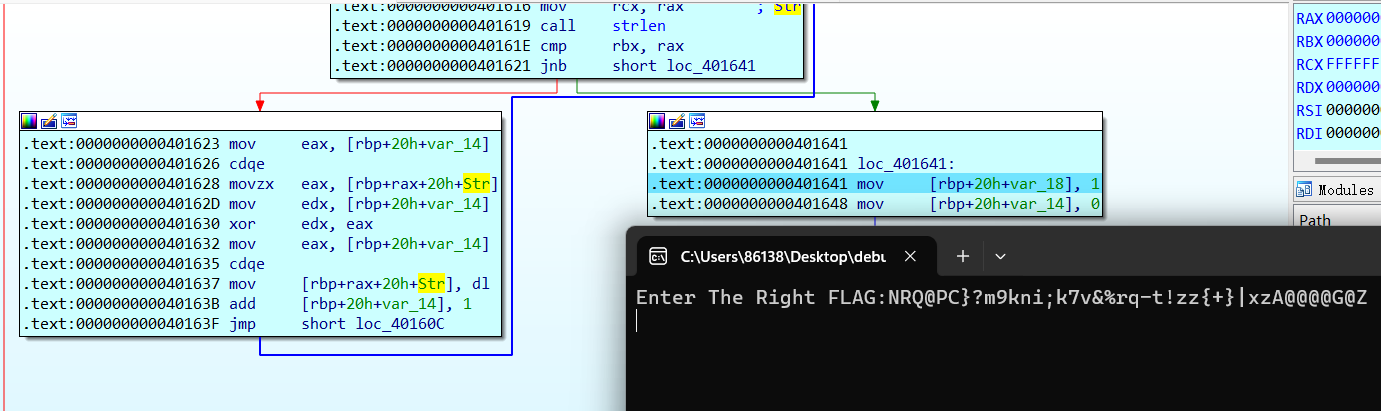 .text:0000000000401616 mov rcx, rax ; Str
.text:0000000000401619 call strlen
.text:000000000040161E cmp rbx, rax
.text:0000000000401621 jnb short loc_401641
.text:0000000000401623 mov eax, [rbp+20h+var_14]
.text:0000000000401626 cdqe
.text:0000000000401628 movzx eax, [rbp+rax+20h+Str]
.text:000000000040162D mov edx, [rbp+20h+var_14]
.text:0000000000401630 xor edx, eax
.text:0000000000401632 mov eax, [rbp+20h+var_14]
.text:0000000000401635 cdqe
.text:0000000000401637 mov [rbp+rax+20h+Str], dl
.text:000000000040163B add [rbp+20h+var_14], 1
.text:000000000040163F jmp short loc_40160C
.text:0000000000401641
.text:0000000000401641 loc_401641:
.text:0000000000401641 mov [rbp+20h+var_18], 1
.text:0000000000401648 mov [rbp+20h+var_14], 0
RAX 0000000
RBX 0000000
RCX FFFFFF
RDX 0000000
RSI 0000000
RDI 0000000
Modules
Path
C:\Users\86138\Desktop\debu
Enter The Right FLAG:NRQ@PC}?m9kni;k7v&%rq-t!zz{+}|xzA@@@@G@Z